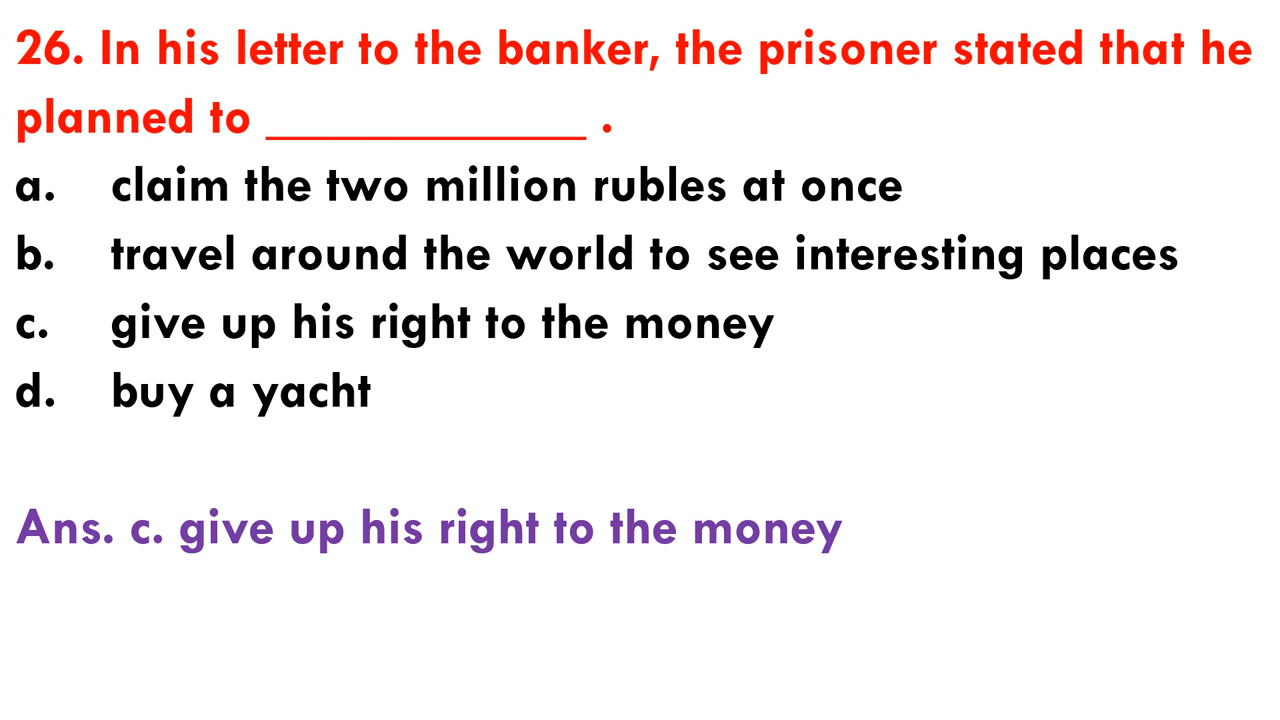 26. In his letter to the banker, the prisoner stated that he
planned to _____________ .
a. claim the two million rubles at once
b. travel around the world to see interesting places
c. give up his right to the money
d. buy a yacht
Ans. c. give up his right to the money